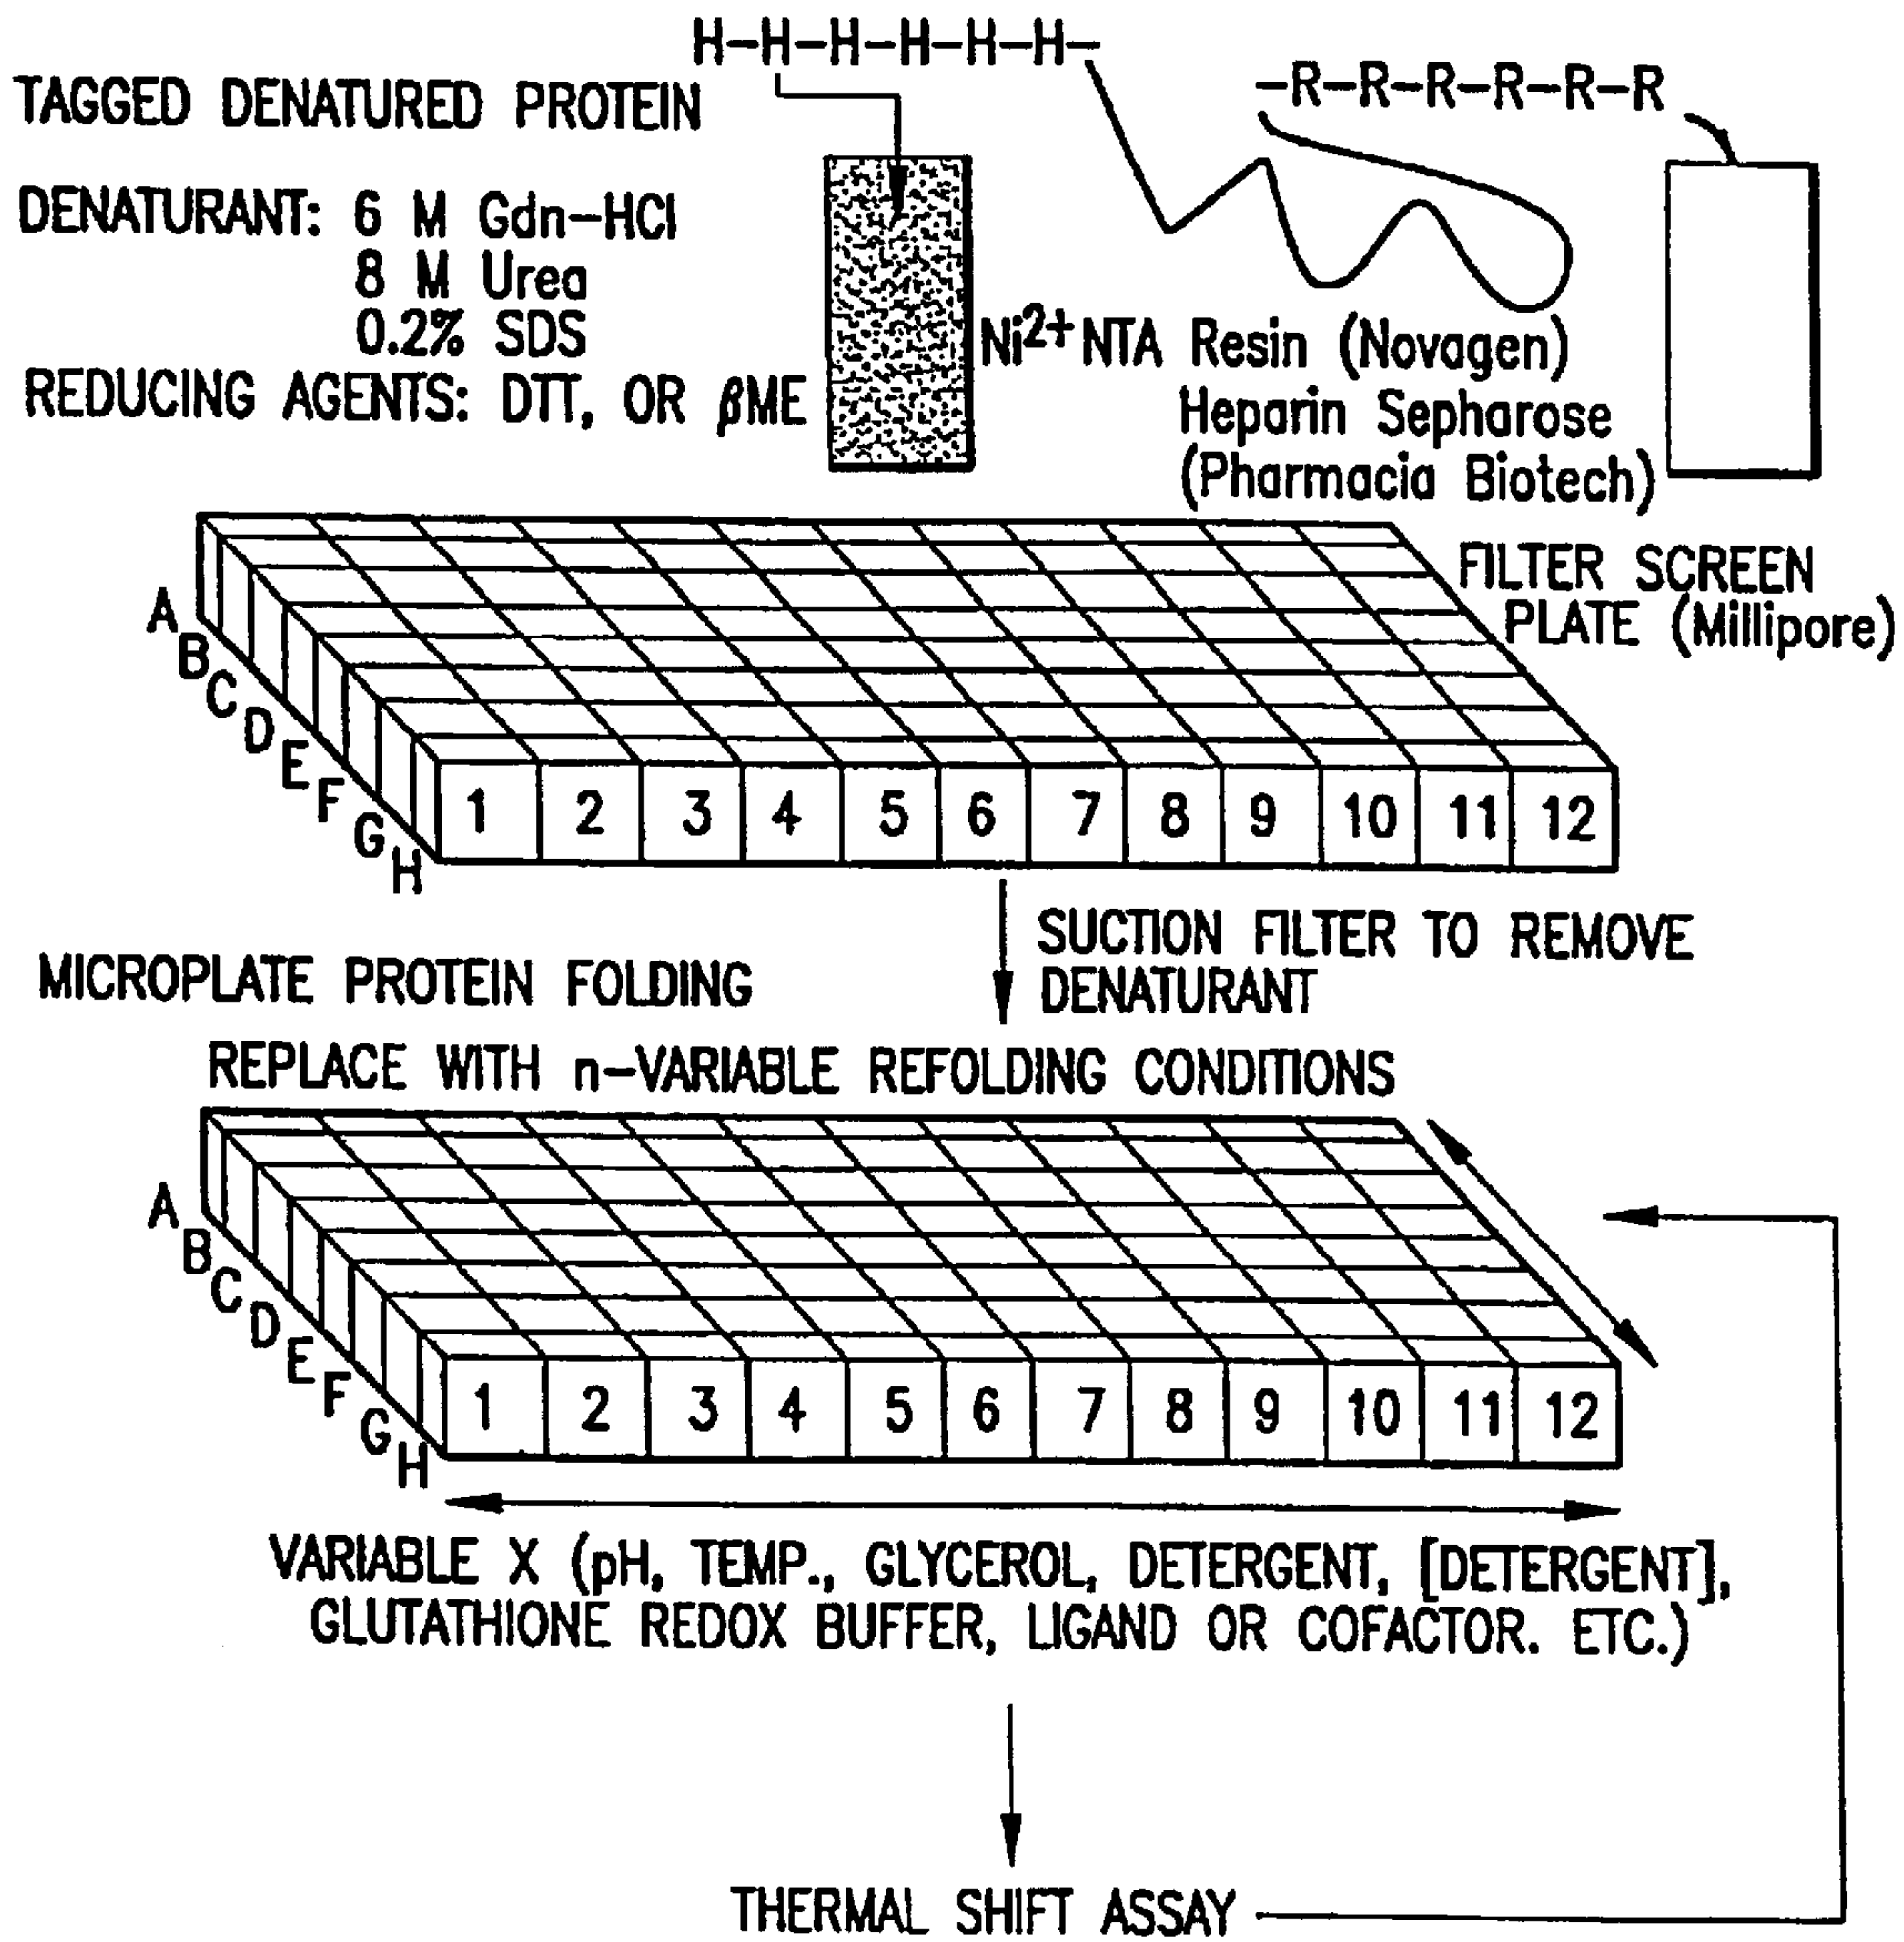 H–H–H–H–H–H–
–R–R–R–R–R–R
TAGGED DENATURED PROTEIN
DENATURANT: 6 M Gdn–HCl
8 M Urea
0.2% SDS
REDUCING AGENTS: DTT, OR βME
Ni2+ NTA Resin (Novagen)
Heparin Sepharose
(Pharmacia Biotech)
FILTER SCREEN
PLATE (Millipore)
A
B
C
D
E
F
G
H
1 2 3 4 5 6 7 8 9 10 11 12
SUCTION FILTER TO REMOVE
DENATURANT
MICROPLATE PROTEIN FOLDING
REPLACE WITH n–VARIABLE REFOLDING CONDITIONS
A
B
C
D
E
F
G
H
1 2 3 4 5 6 7 8 9 10 11 12
VARIABLE X (pH, TEMP., GLYCEROL, DETERGENT, [DETERGENT],
GLUTATHIONE REDOX BUFFER, LIGAND OR COFACTOR. ETC.)
THERMAL SHIFT ASSAY